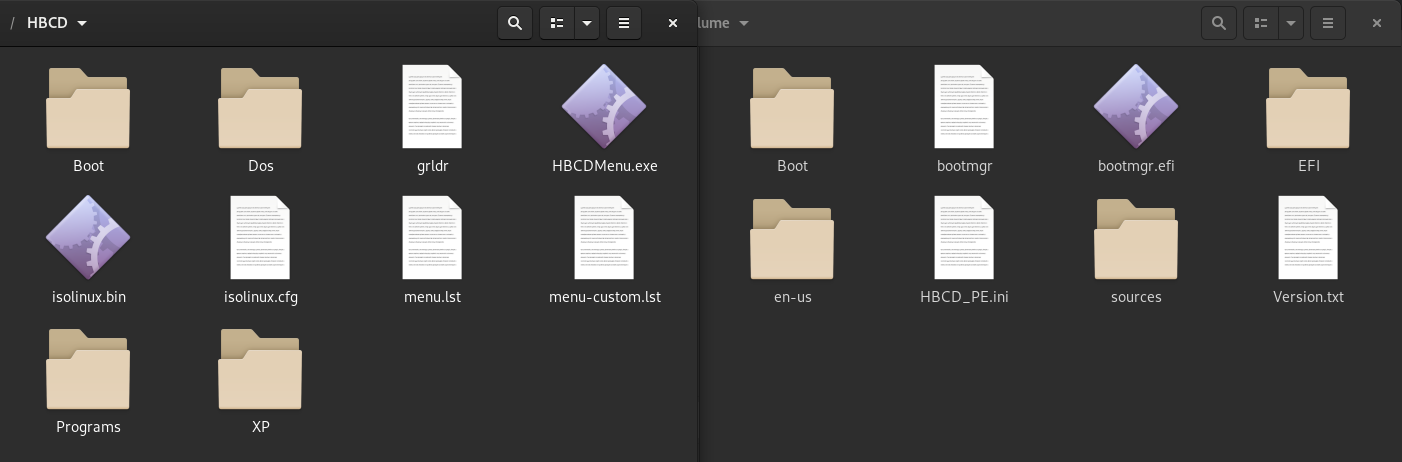 / HBCD
lume
Boot
Dos
grldr
HBCDMenu.exe
isolinux.bin
isolinux.cfg
menu.lst
menu-custom.lst
Programs
XP
Boot
bootmgr
bootmgr.efi
EFI
en-us
HBCD_PE.ini
sources
Version.txt